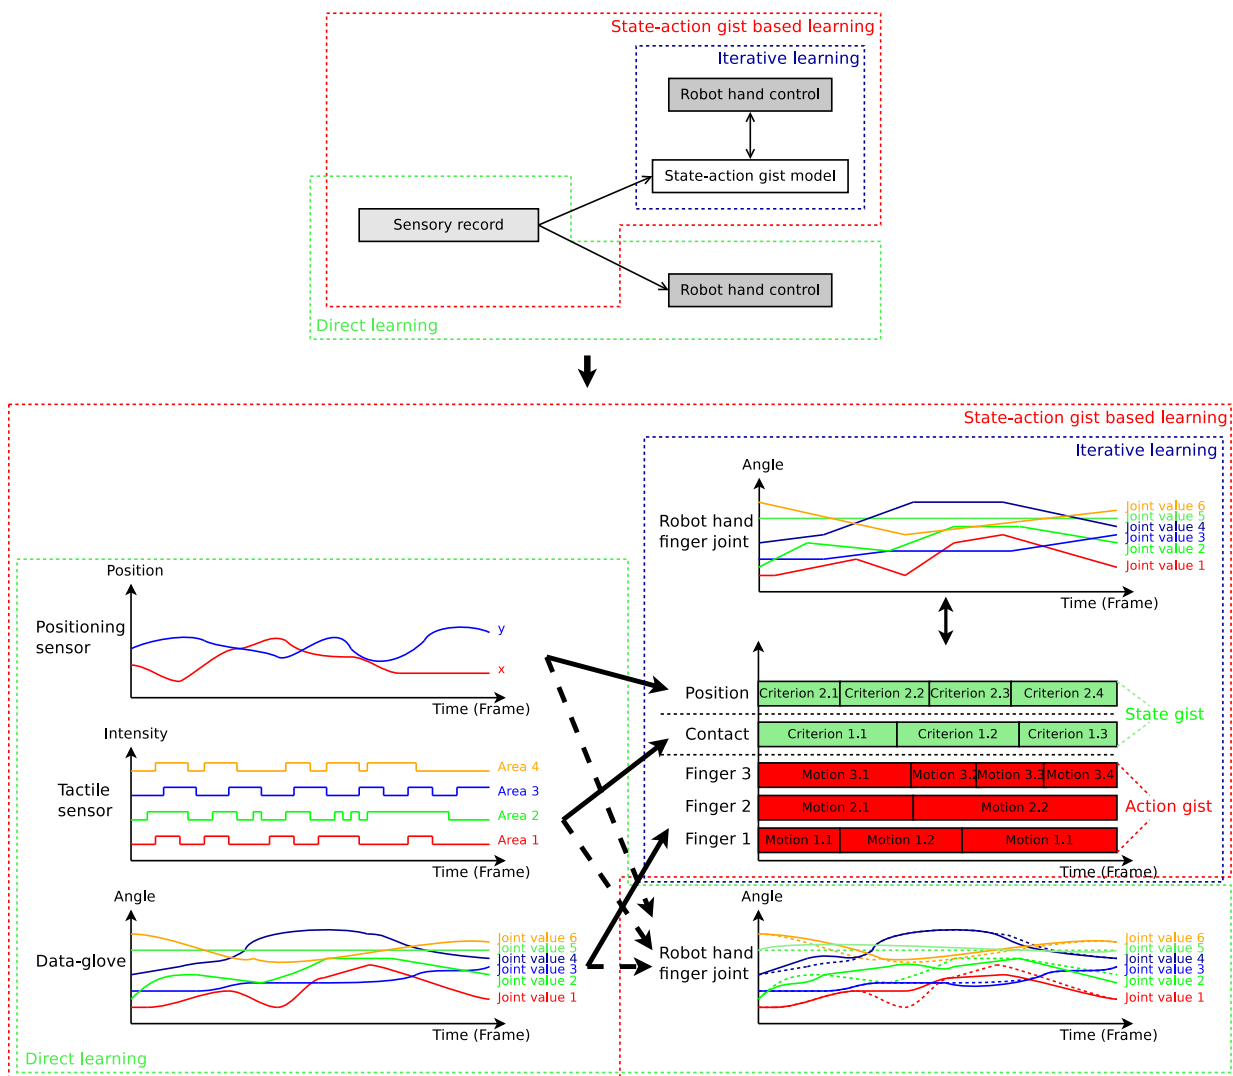 State-action gist based learning
Iterative learning
Robot hand control
State-action gist model
Sensory record
Robot hand control
Direct learning
State-action gist based learning
Iterative learning
Angle
Robot hand
finger joint
Joint value 6
Joint value 5
Joint value 4
Joint value 3
Joint value 2
Joint value 1
Time (Frame)
Position
Positioning
sensor
y
x
Time (Frame)
Intensity
Tactile
sensor
Area 4
Area 3
Area 2
Area 1
Time (Frame)
Angle
Data-glove
Joint value 6
Joint value 5
Joint value 4
Joint value 3
Joint value 2
Joint value 1
Time (Frame)
Direct learning
Position
Criterion 2.1 Criterion 2.2 Criterion 2.3 Criterion 2.4
State gist
Contact
Criterion 1.1 Criterion 1.2 Criterion 1.3
Finger 3
Motion 3.1 Motion 3.2 Motion 3.3 Motion 3.4
Finger 2
Motion 2.1 Motion 2.2
Action gist
Finger 1
Motion 1.1 Motion 1.2 Motion 1.1
Time (Frame)
Angle
Robot hand
finger joint
Joint value 6
Joint value 5
Joint value 4
Joint value 3
Joint value 2
Joint value 1
Time (Frame)